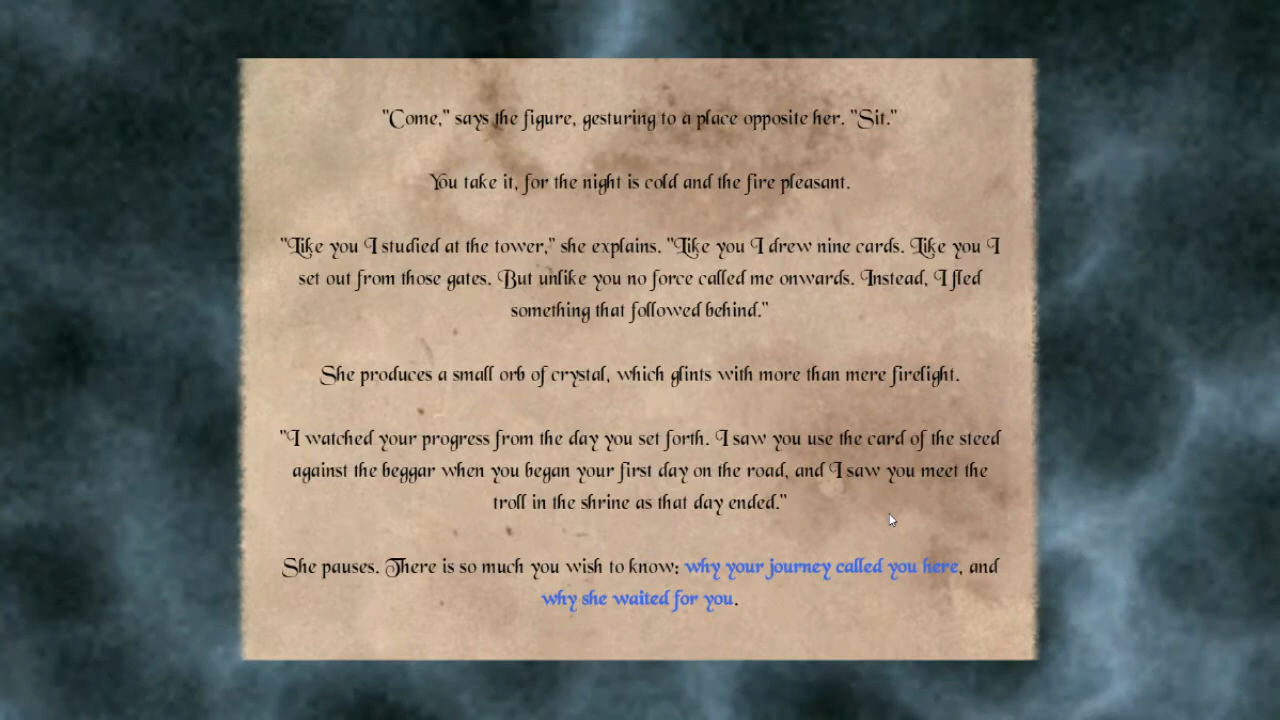 "Come," says the figure, gesturing to a place opposite her. "Sit."
You take it, for the night is cold and the fire pleasant.
"Like you I studied at the tower," she explains. "Like you I drew nine cards. Like you I
set out from those gates. But unlike you no force called me onwards. Instead, I fled
something that followed behind."
She produces a small orb of crystal, which glints with more than mere firelight.
"I watched your progress from the day you set forth. I saw you use the card of the steed
against the beggar when you began your first day on the road, and I saw you meet the
troll in the shrine as that day ended."
She pauses. There is so much you wish to know: why your journey called you here, and
why she waited for you.